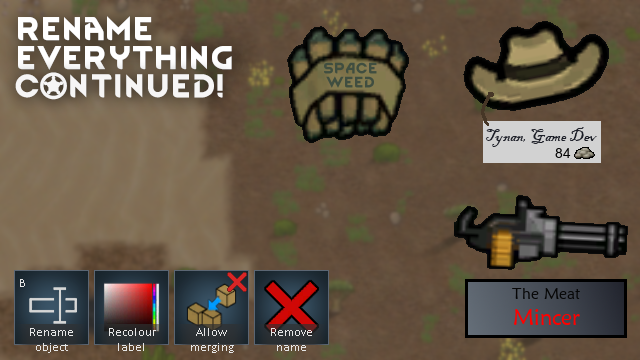 RENAME
EVERYTHING
CONTINUED!
SPACE
WEED
Tynan, Game Dev
84
The Meat
Mincer
B
Rename
object
Recolour
label
Allow
merging
Remove
name